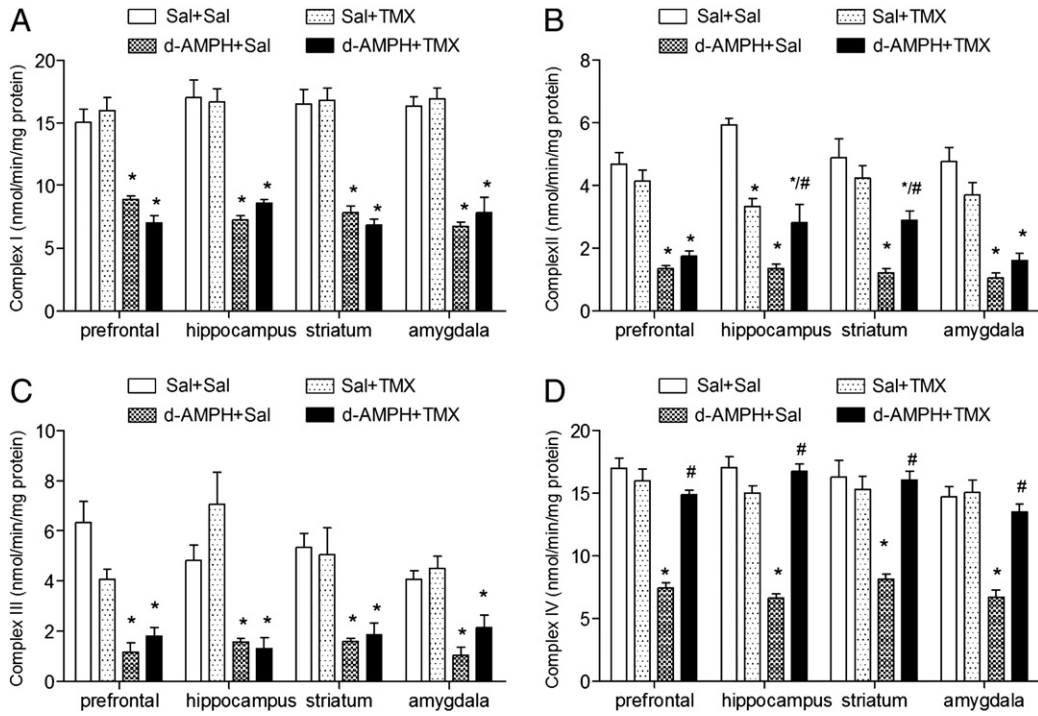 A
Sal+Sal
Sal+TMX
d-AMPH+Sal
d-AMPH+TMX
Complex I (nmol/min/mg protein)
20
15
10
5
0
* * * * * * * *
prefrontal hippocampus striatum amygdala
B
Sal+Sal
Sal+TMX
d-AMPH+Sal
d-AMPH+TMX
ComplexII (nmol/min/mg protein)
8
6
4
2
0
* * * * */# * */# * *
prefrontal hippocampus striatum amygdala
C
Sal+Sal
Sal+TMX
d-AMPH+Sal
d-AMPH+TMX
Complex III (nmol/min/mg protein)
10
8
6
4
2
0
* * * * * * * *
prefrontal hippocampus striatum amygdala
D
Sal+Sal
Sal+TMX
d-AMPH+Sal
d-AMPH+TMX
Complex IV (nmol/min/mg protein)
20
15
10
5
0
* # * # * # * #
prefrontal hippocampus striatum amygdala